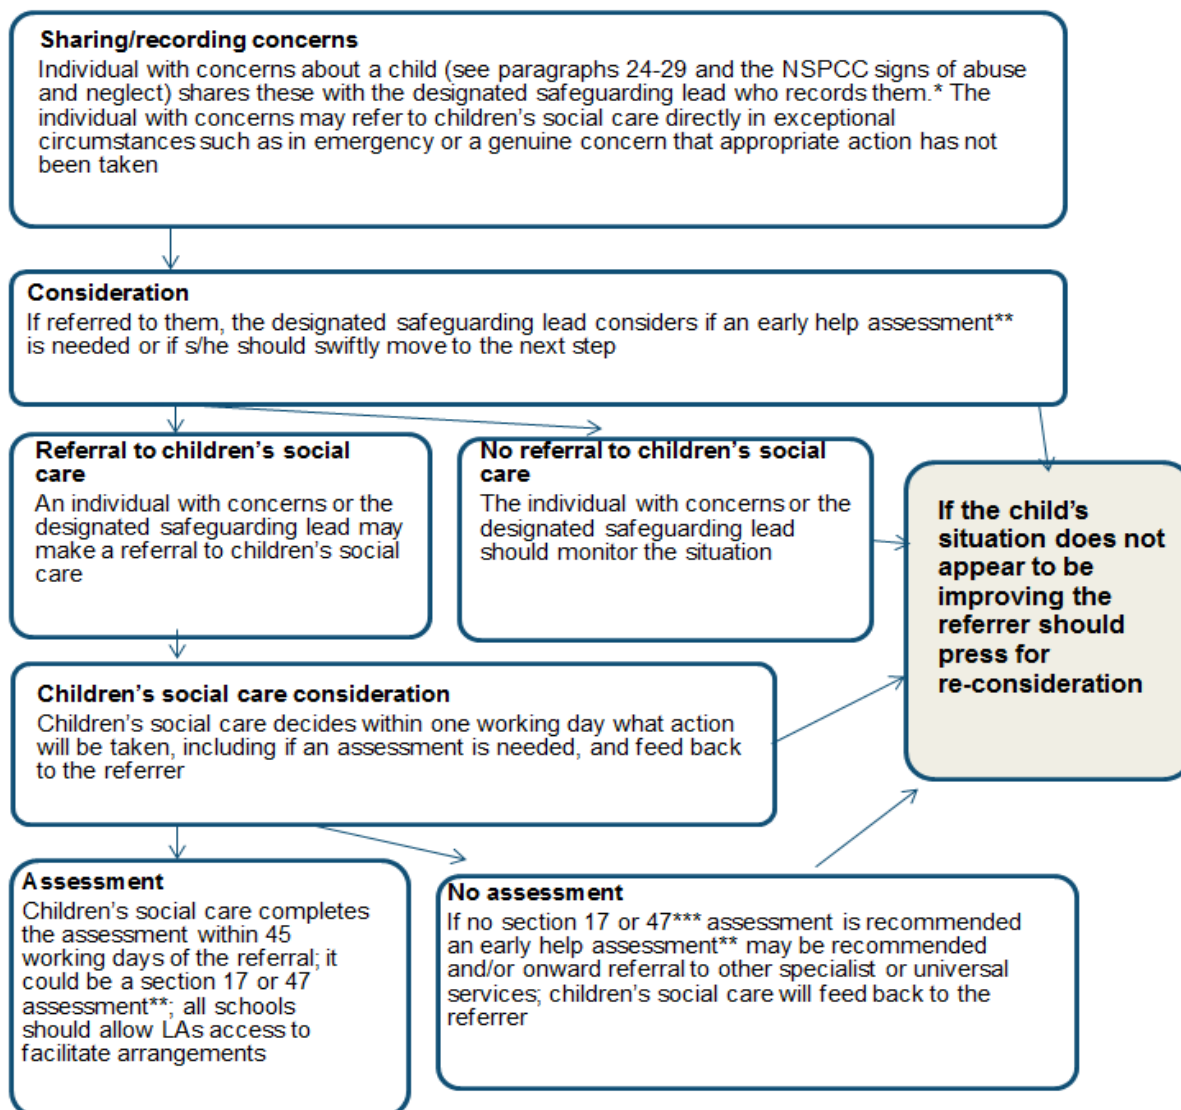 Sharing/recording concerns
Individual with concerns about a child (see paragraphs 24-29 and the NSPCC signs of abuse
and neglect) shares these with the designated safeguarding lead who records them.* The
individual with concerns may refer to children’s social care directly in exceptional
circumstances such as in emergency or a genuine concern that appropriate action has not
been taken
Consideration
If referred to them, the designated safeguarding lead considers if an early help assessment**
is needed or if s/he should swiftly move to the next step
Referral to children’s social
care
An individual with concerns or the
designated safeguarding lead may
make a referral to children’s social
care
No referral to children’s social
care
The individual with concerns or the
designated safeguarding lead
should monitor the situation
If the child’s
situation does not
appear to be
improving the
referrer should
press for
re-consideration
Children’s social care consideration
Children’s social care decides within one working day what action
will be taken, including if an assessment is needed, and feed back
to the referrer
Assessment
Children’s social care completes
the assessment within 45
working days of the referral; it
could be a section 17 or 47
assessment**; all schools
should allow LAs access to
facilitate arrangements
No assessment
If no section 17 or 47*** assessment is recommended
an early help assessment** may be recommended
and/or onward referral to other specialist or universal
services; children’s social care will feed back to the
referrer